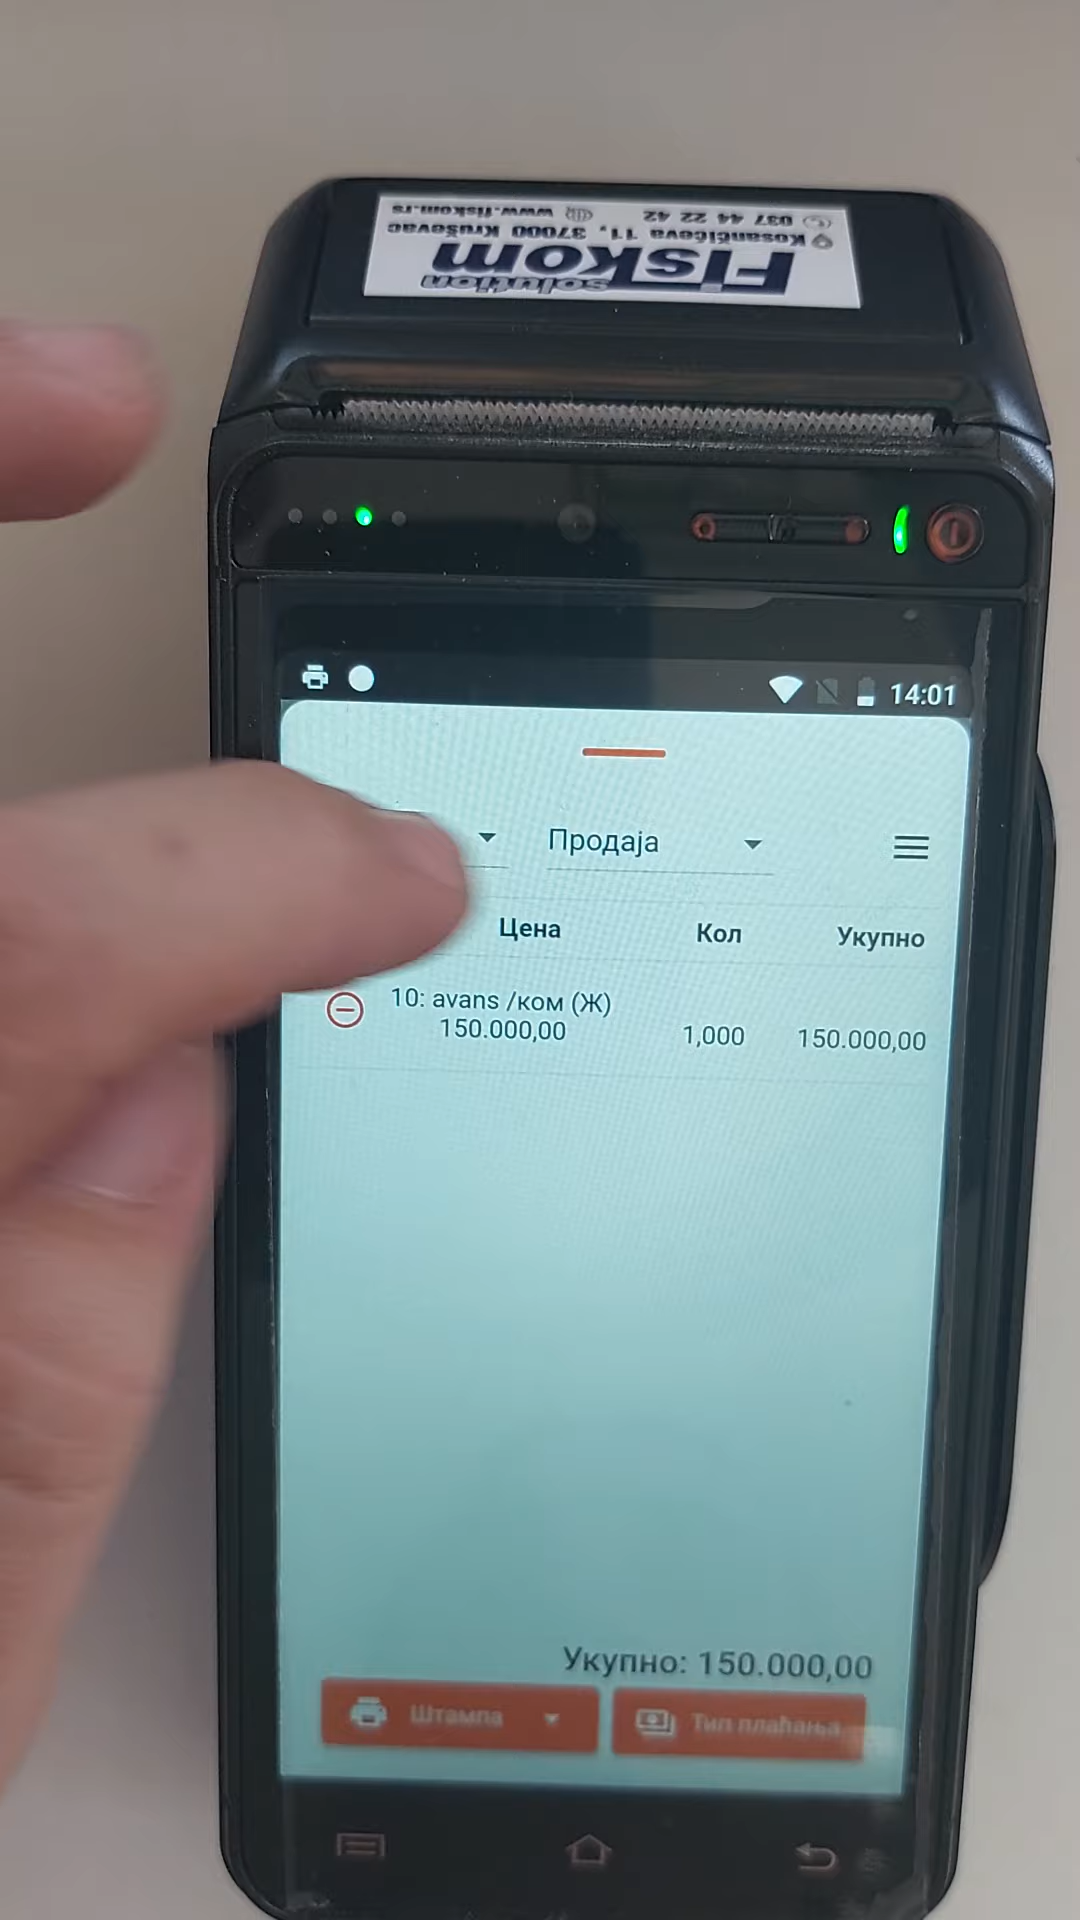 Fiskom
solution
Kosančićeva 11, 37000 Kruševac
037 44 22 42 www.fiskom.rs
14:01
Продаја
Цена Кол Укупно
10: avans /ком (Ж)
150.000,00 1,000 150.000,00
Укупно: 150.000,00
Штампа Тип плаћања